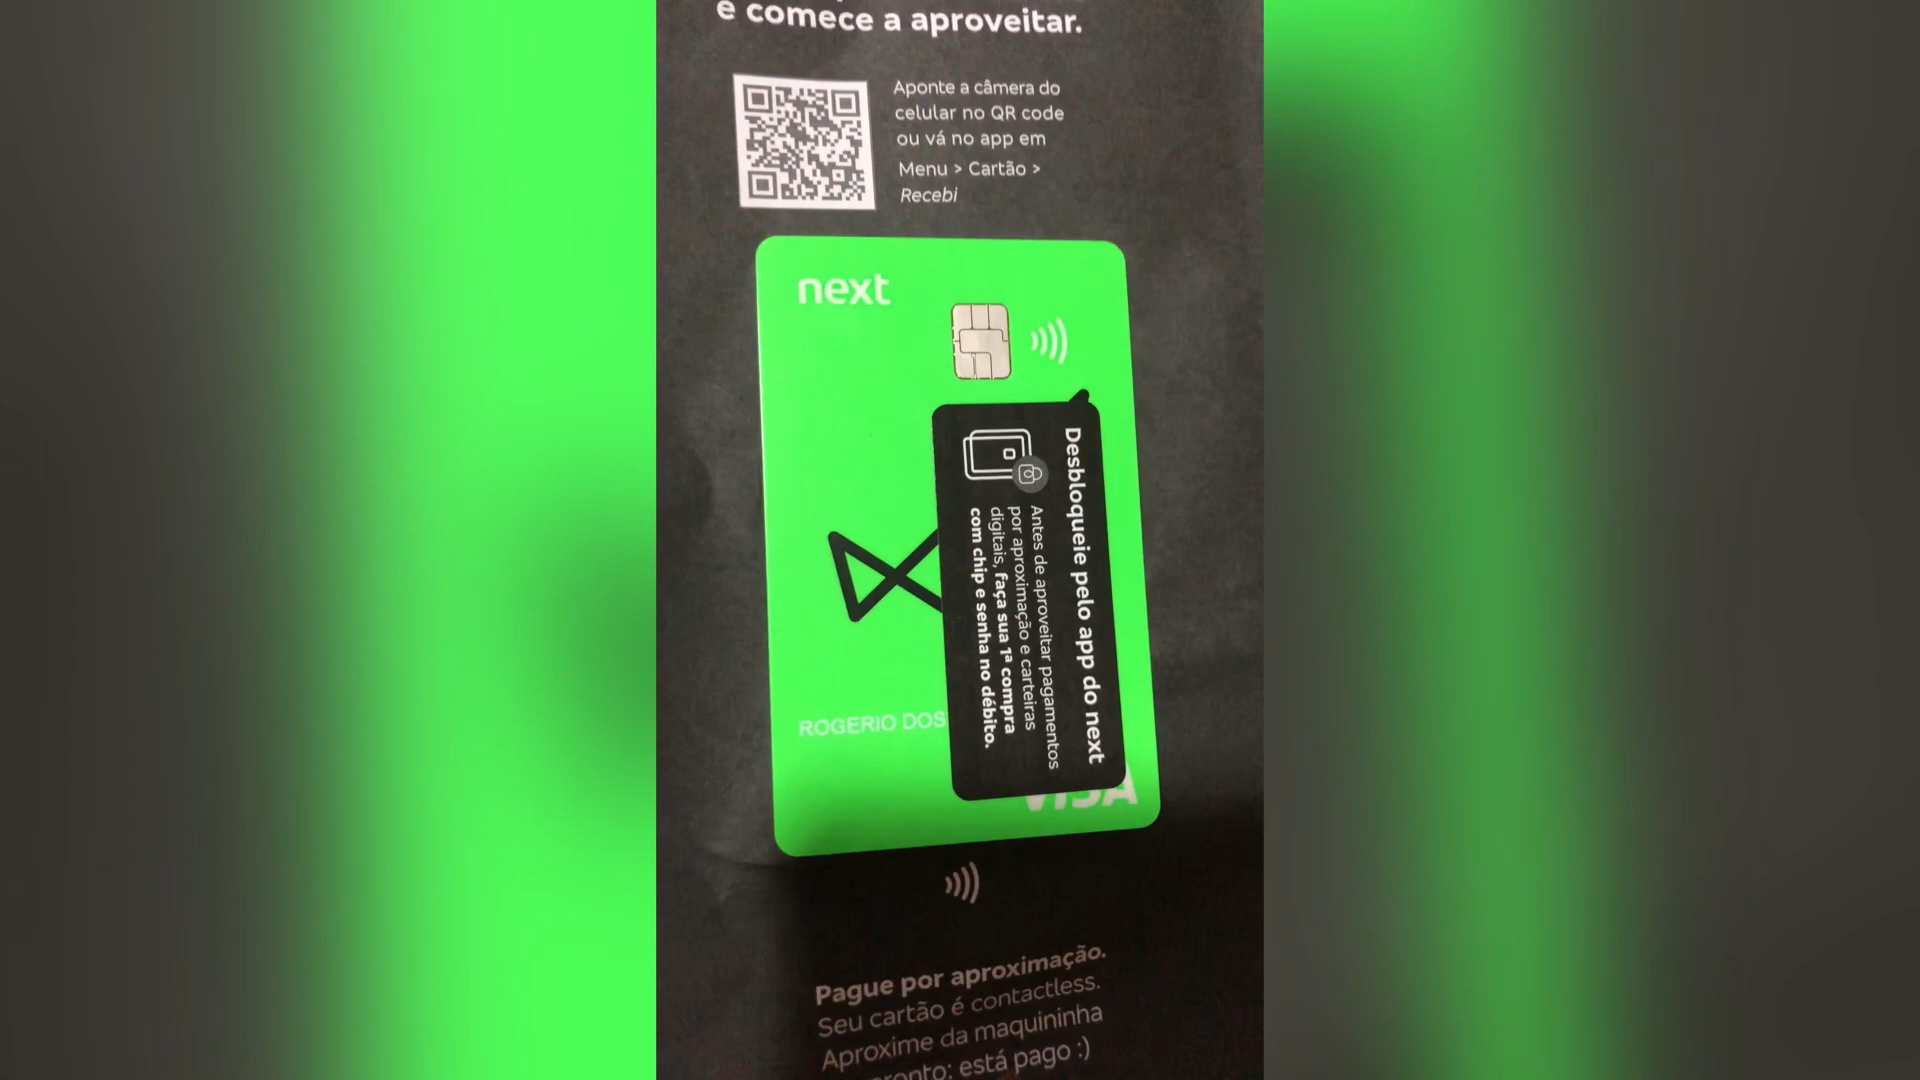 e comece a aproveitar.
Aponte a câmera do
celular no QR code
ou vá no app em
Menu > Cartão >
Recebi
next
Desbloqueie pelo app do next
Antes de aproveitar pagamentos
por aproximação e carteiras
digitais, faça sua 1ª compra
com chip e senha no débito.
ROGERIO DOS
VISA
Pague por aproximação.
Seu cartão é contactless.
Aproxime da maquininha
pronto: está pago :)